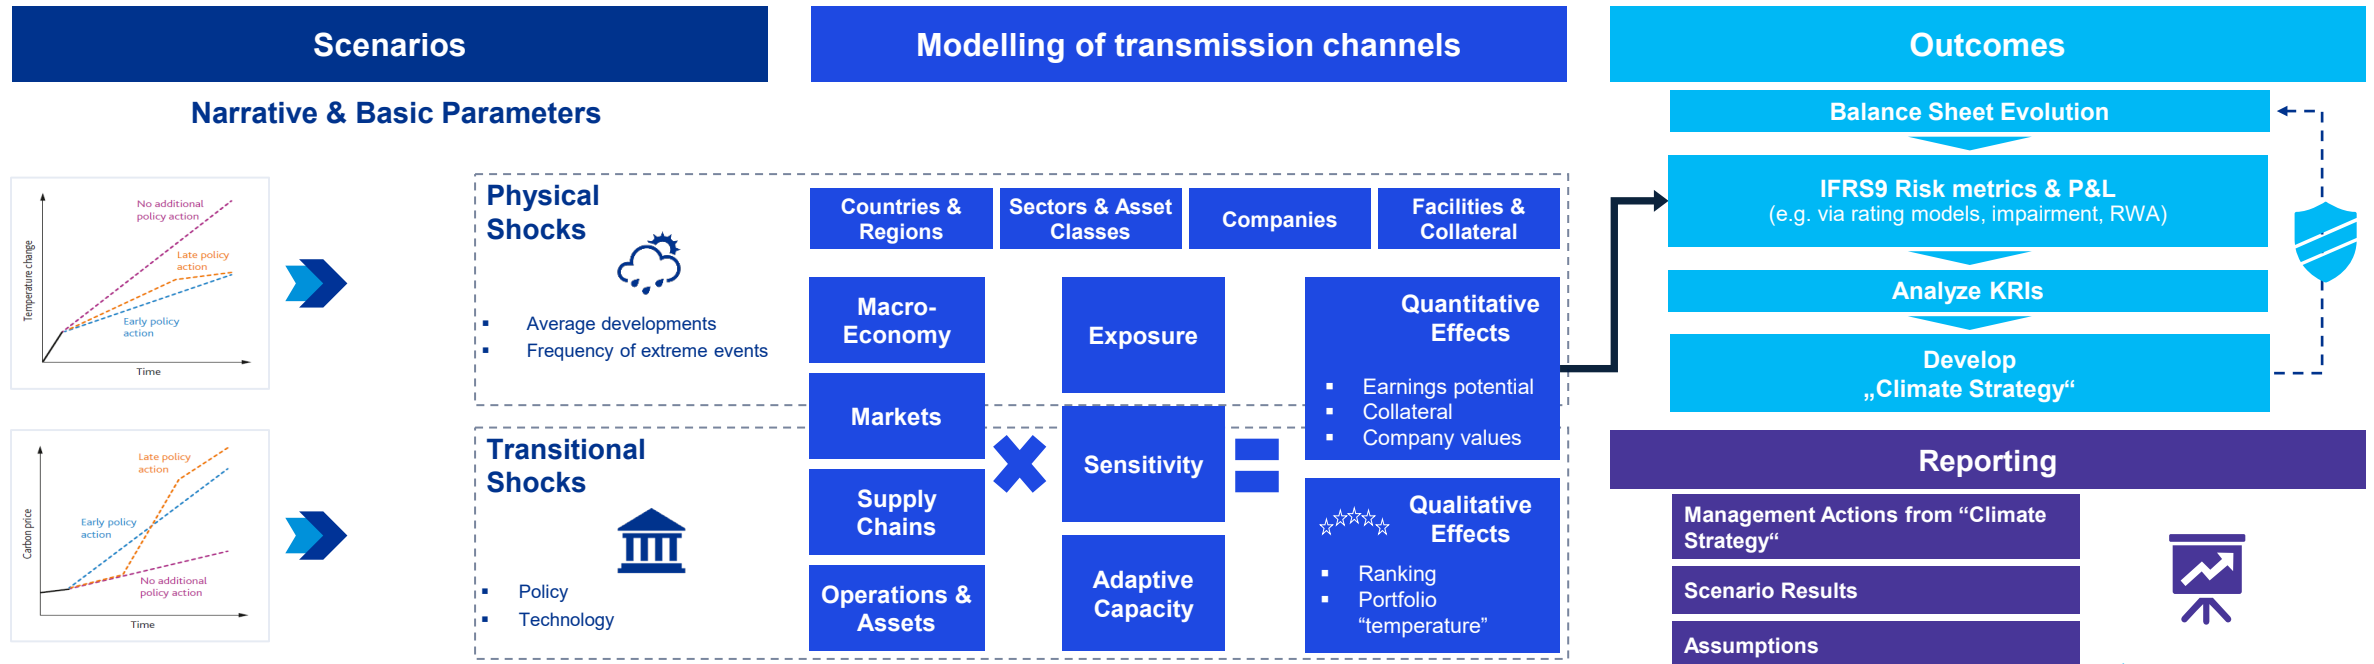 Scenarios
Narrative & Basic Parameters
Temperature change
No additional
policy action
Late policy
action
Early policy
action
Time
Carbon price
Late policy
action
Early policy
action
No additional
policy action
Time
Physical
Shocks
▪ Average developments
▪ Frequency of extreme events
Transitional
Shocks
▪ Policy
▪ Technology
Modelling of transmission channels
Countries &
Regions
Sectors & Asset
Classes
Companies
Facilities &
Collateral
Macro-
Economy
Markets
Supply
Chains
Operations &
Assets
Exposure
Sensitivity
Adaptive
Capacity
Quantitative
Effects
▪ Earnings potential
▪ Collateral
▪ Company values
Qualitative
Effects
▪ Ranking
▪ Portfolio
“temperature”
Outcomes
Balance Sheet Evolution
IFRS9 Risk metrics & P&L
(e.g. via rating models, impairment, RWA)
Analyze KRIs
Develop
„Climate Strategy“
Reporting
Management Actions from “Climate
Strategy“
Scenario Results
Assumptions